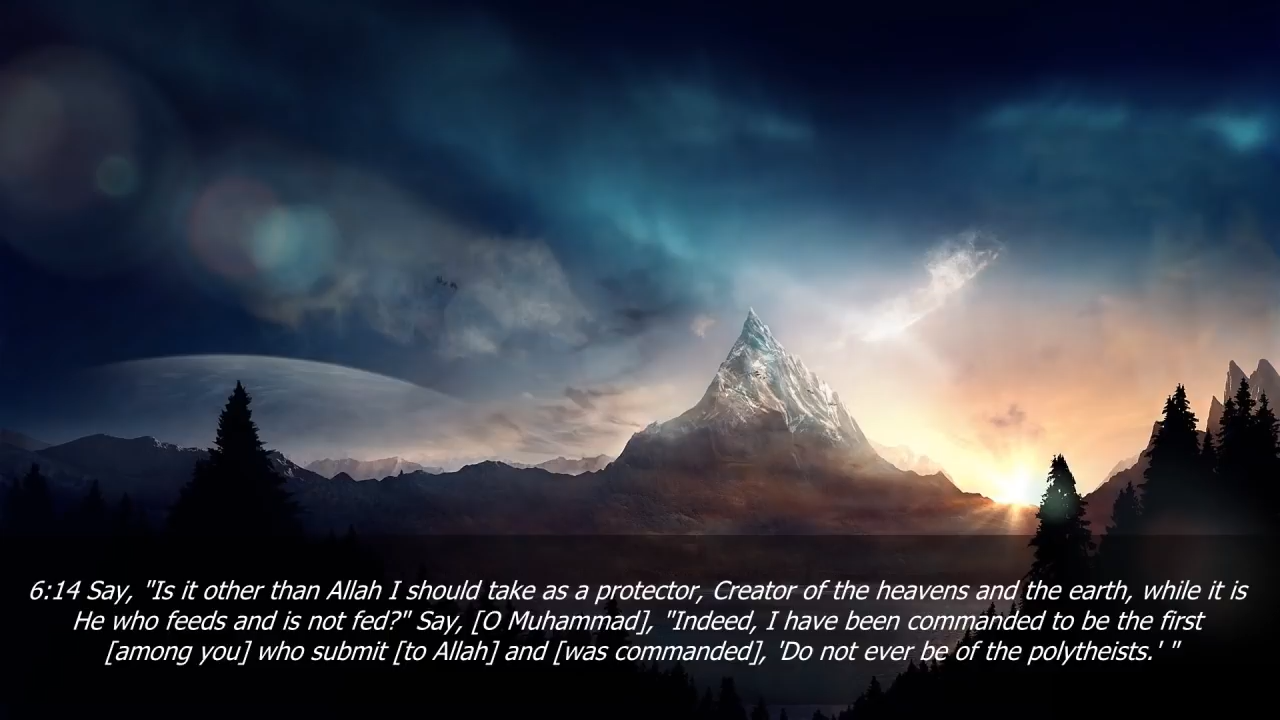 6:14 Say, "Is it other than Allah I should take as a protector, Creator of the heavens and the earth, while it is
He who feeds and is not fed?" Say, [O Muhammad], "Indeed, I have been commanded to be the first
[among you] who submit [to Allah] and [was commanded], 'Do not ever be of the polytheists.' "